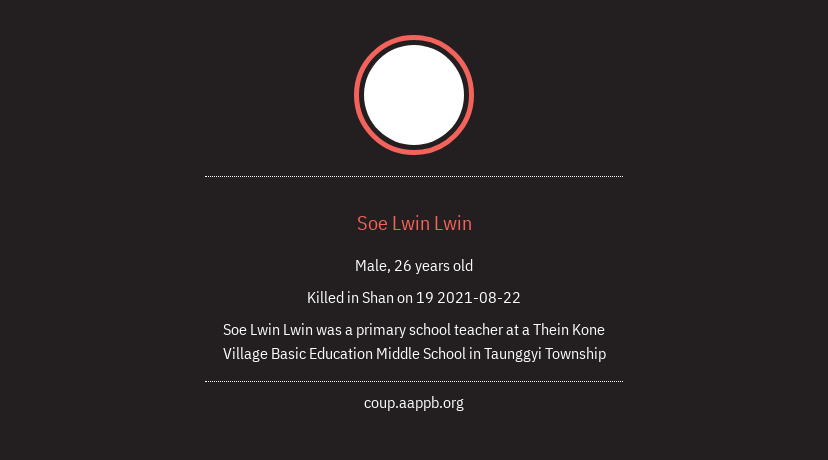 Soe Lwin Lwin
Male, 26 years old
Killed in Shan on 19 2021-08-22
Soe Lwin Lwin was a primary school teacher at a Thein Kone
Village Basic Education Middle School in Taunggyi Township
coup.aappb.org